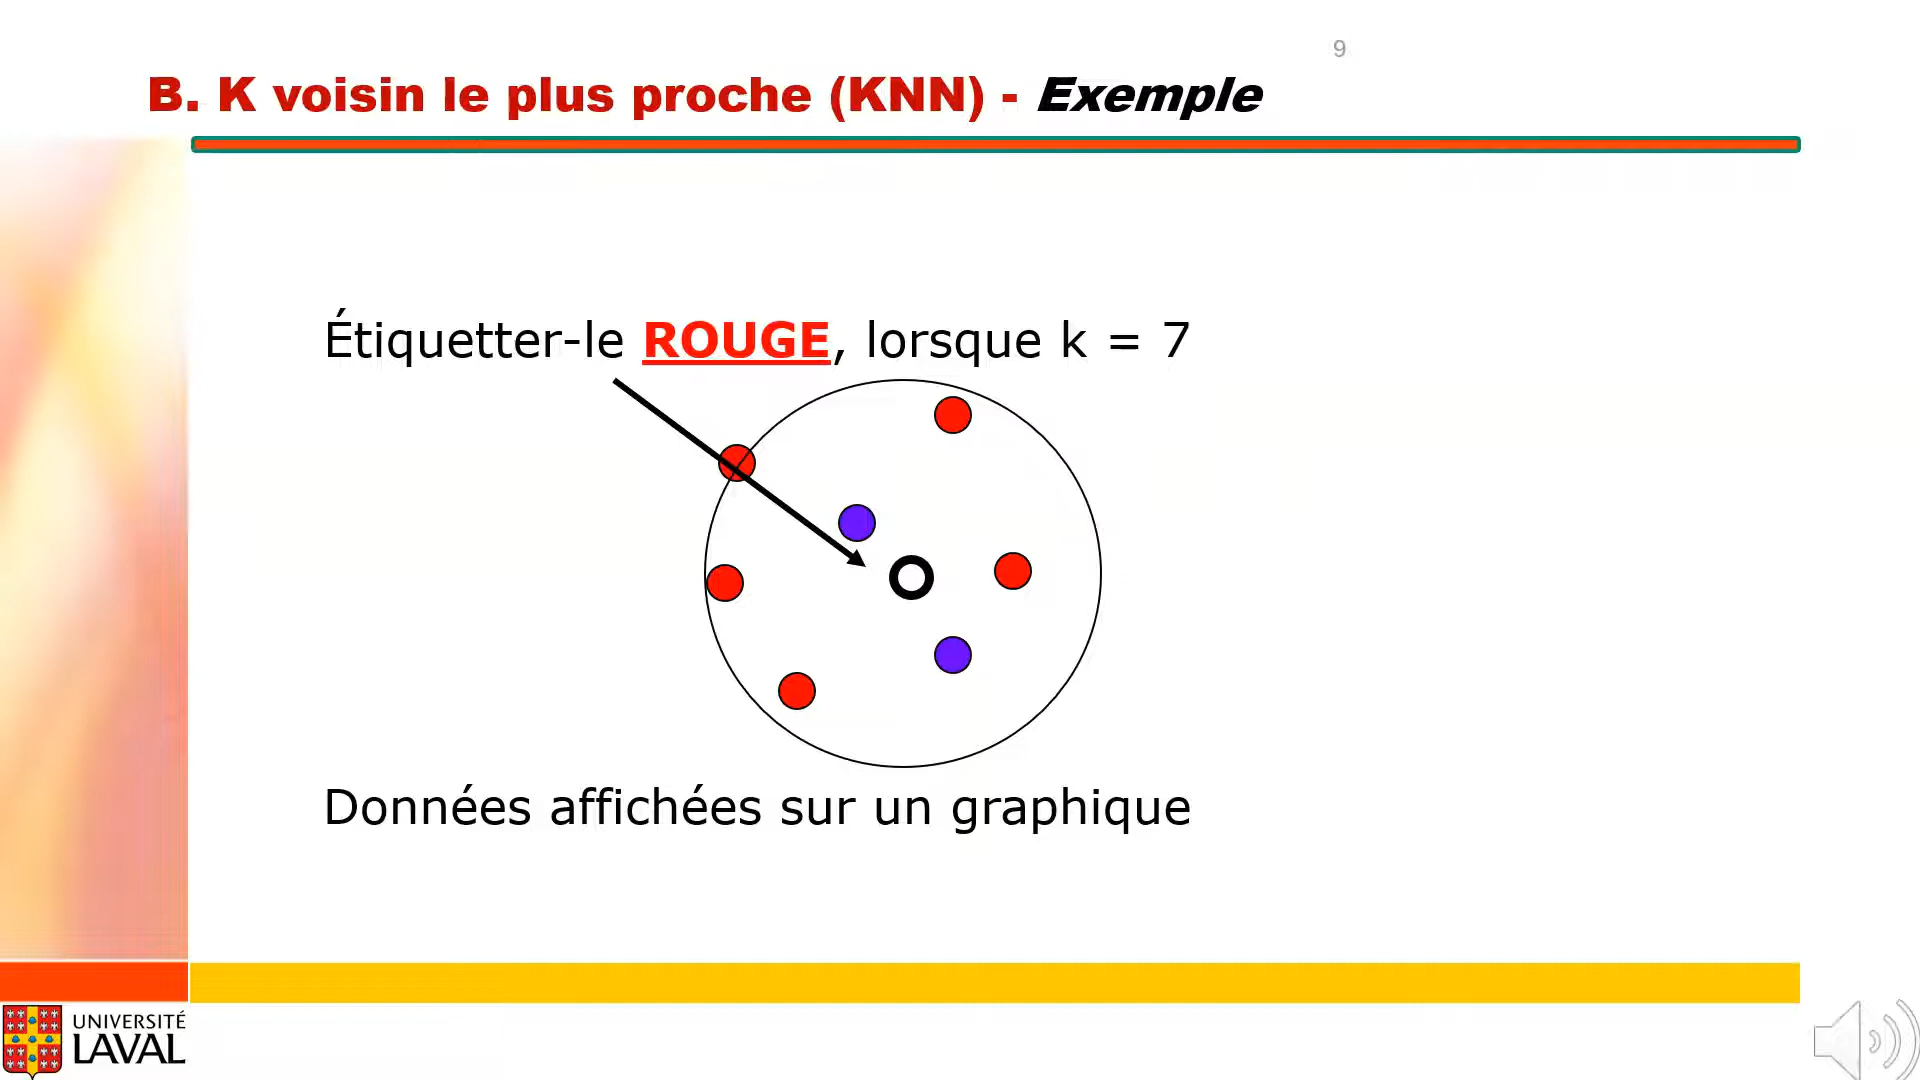 9
B. K voisin le plus proche (KNN) - Exemple
Étiquetter-le ROUGE, lorsque k = 7
Données affichées sur un graphique
UNIVERSITÉ
LAVAL